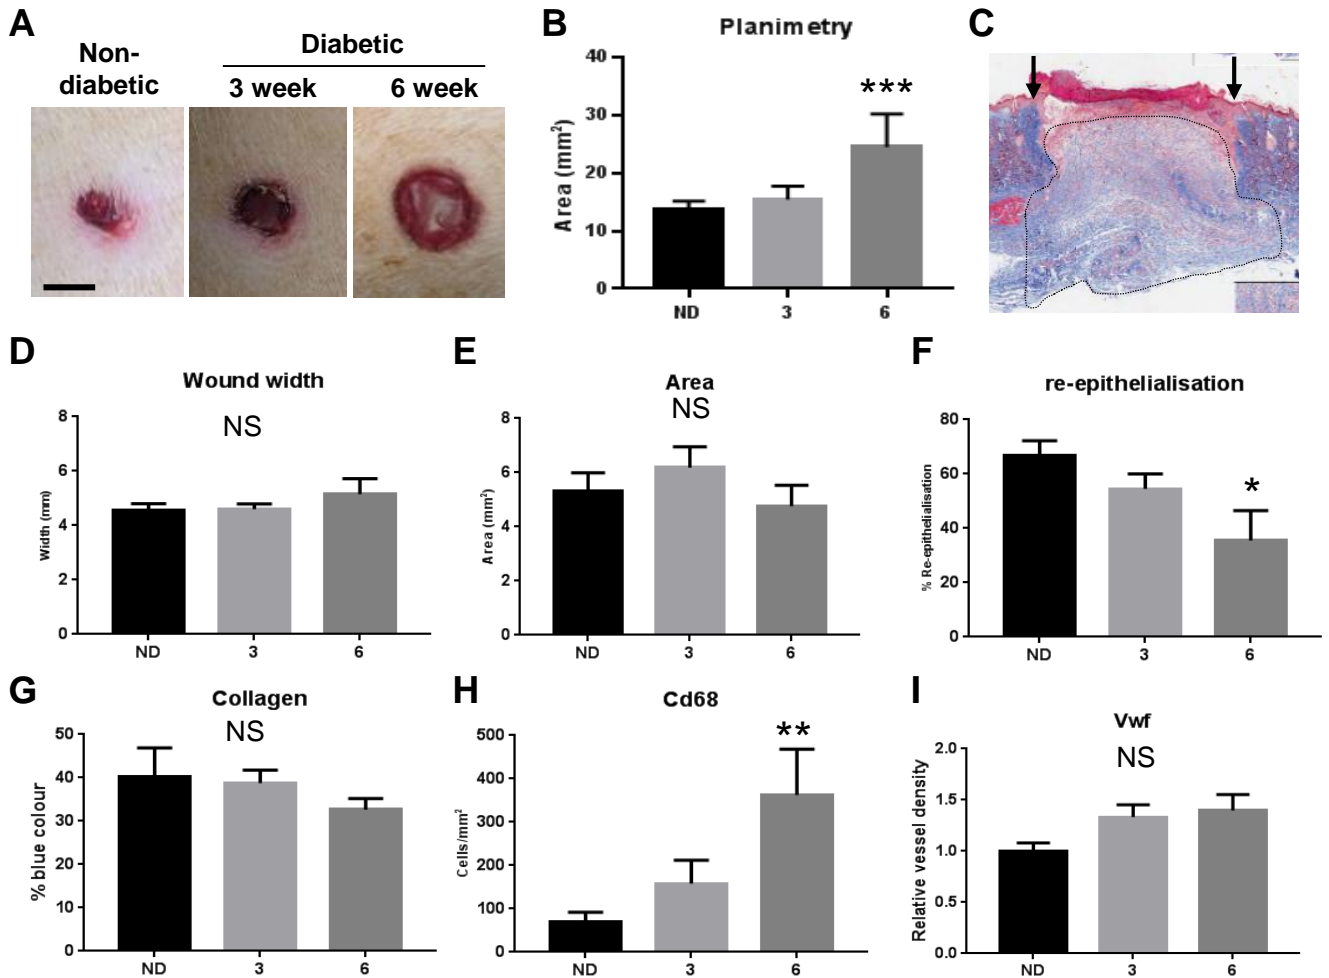 A
Non-
diabetic
Diabetic
3 week
6 week
B
Planimetry
Area (mm²)
40
30
20
10
0
***
ND
3
6
C
D
Wound width
NS
Width (mm)
8
6
4
2
0
ND
3
6
E
Area
NS
Area (mm²)
8
6
4
2
0
ND
3
6
F
re-epithelialisation
% Re-epithelialisation
80
60
40
20
0
*
ND
3
6
G
Collagen
NS
% blue colour
50
40
30
20
10
0
ND
3
6
H
Cd68
Cells/mm²
500
400
300
200
100
0
**
ND
3
6
I
Vwf
NS
Relative vessel density
2.0
1.5
1.0
0.5
0.0
ND
3
6